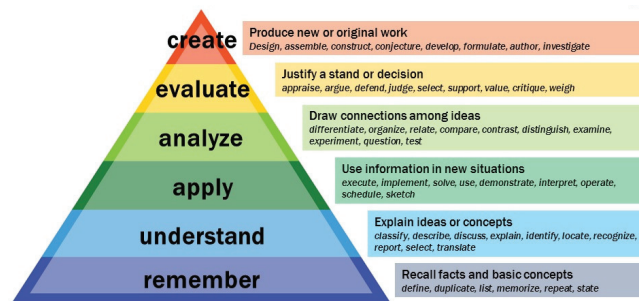 create
Produce new or original work
Design, assemble, construct, conjecture, develop, formulate, author, investigate
evaluate
Justify a stand or decision
appraise, argue, defend, judge, select, support, value, critique, weigh
analyze
Draw connections among ideas
differentiate, organize, relate, compare, contrast, distinguish, examine,
experiment, question, test
apply
Use information in new situations
execute, implement, solve, use, demonstrate, interpret, operate,
schedule, sketch
understand
Explain ideas or concepts
classify, describe, discuss, explain, identify, locate, recognize,
report, select, translate
remember
Recall facts and basic concepts
define, duplicate, list, memorize, repeat, state